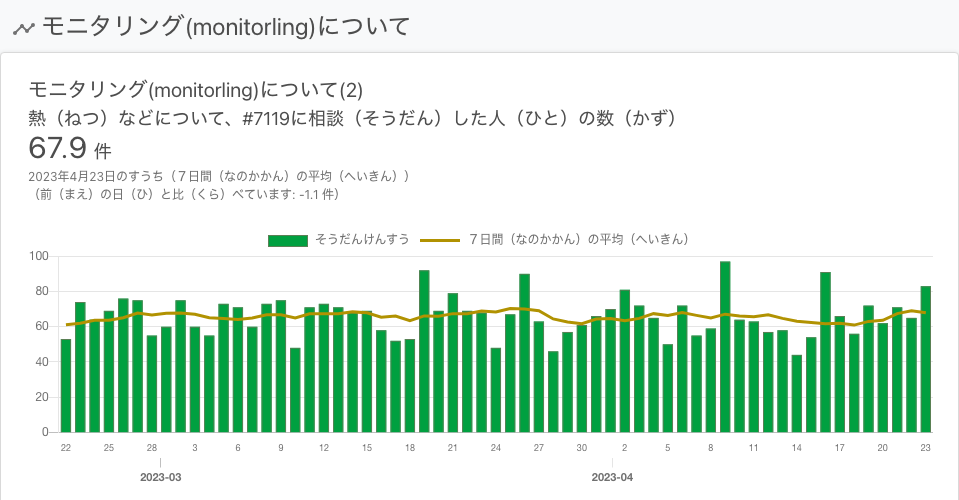 モニタリング(monitorling)について
モニタリング(monitorling)について(2)
熱（ねつ）などについて、#7119に相談（そうだん）した人（ひと）の数（かず）
67.9 件
2023年4月23日のすうち（７日間（なのかかん）の平均（へいきん））
（前（まえ）の日（ひ）と比（くら）べています: -1.1 件）
そうだんけんすう ７日間（なのかかん）の平均（へいきん）
100
80
60
40
20
0
22 25 28 3 6 9 12 15 18 21 24 27 30 2 5 8 11 14 17 20 23
2023-03 2023-04